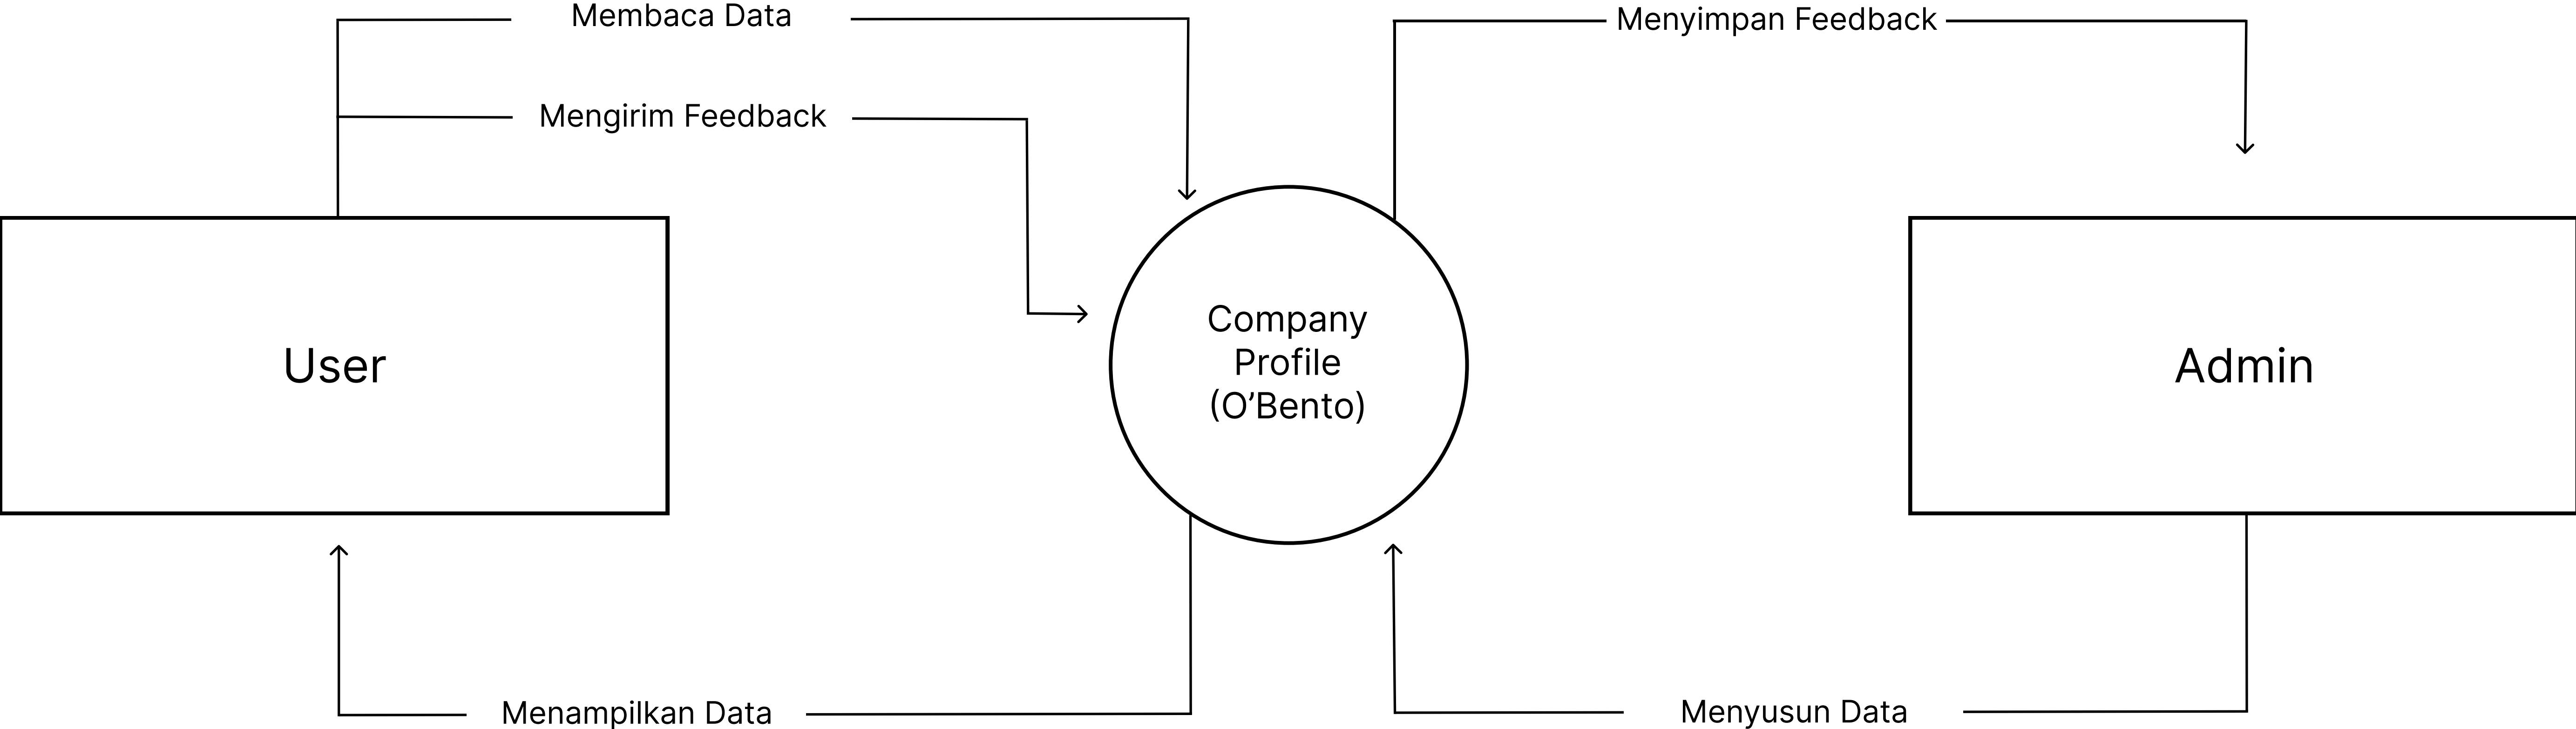 Membaca Data
Menyimpan Feedback
Mengirim Feedback
User
Company
Profile
(O’Bento)
Admin
Menampilkan Data
Menyusun Data